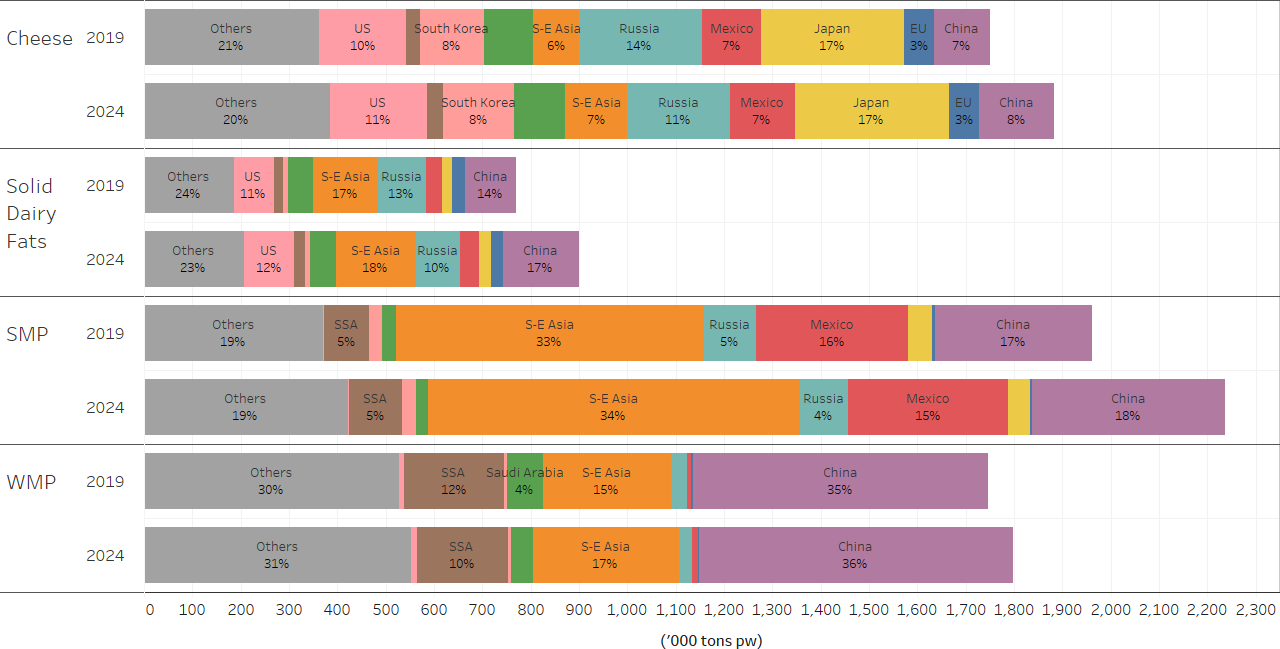 Cheese 2019
Others US South Korea S-E Asia Russia Mexico Japan EU China
21% 10% 8% 6% 14% 7% 17% 3% 7%
2024
Others US South Korea S-E Asia Russia Mexico Japan EU China
20% 11% 8% 7% 11% 7% 17% 3% 8%
Solid
Dairy
Fats
2019
Others US S-E Asia Russia China
24% 11% 17% 13% 14%
2024
Others US S-E Asia Russia China
23% 12% 18% 10% 17%
SMP 2019
Others SSA S-E Asia Russia Mexico China
19% 5% 33% 5% 16% 17%
2024
Others SSA S-E Asia Russia Mexico China
19% 5% 34% 4% 15% 18%
WMP 2019
Others SSA Saudi Arabia S-E Asia China
30% 12% 4% 15% 35%
2024
Others SSA S-E Asia China
31% 10% 17% 36%
0 100 200 300 400 500 600 700 800 900 1,000 1,100 1,200 1,300 1,400 1,500 1,600 1,700 1,800 1,900 2,000 2,100 2,200 2,300
('000 tons pw)